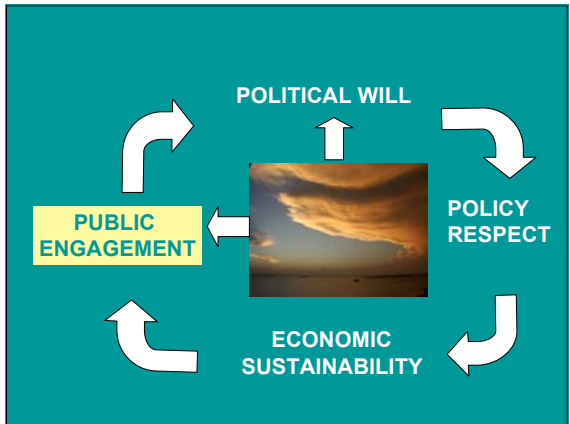 POLITICAL WILL
POLICY
RESPECT
PUBLIC
ENGAGEMENT
ECONOMIC
SUSTAINABILITY